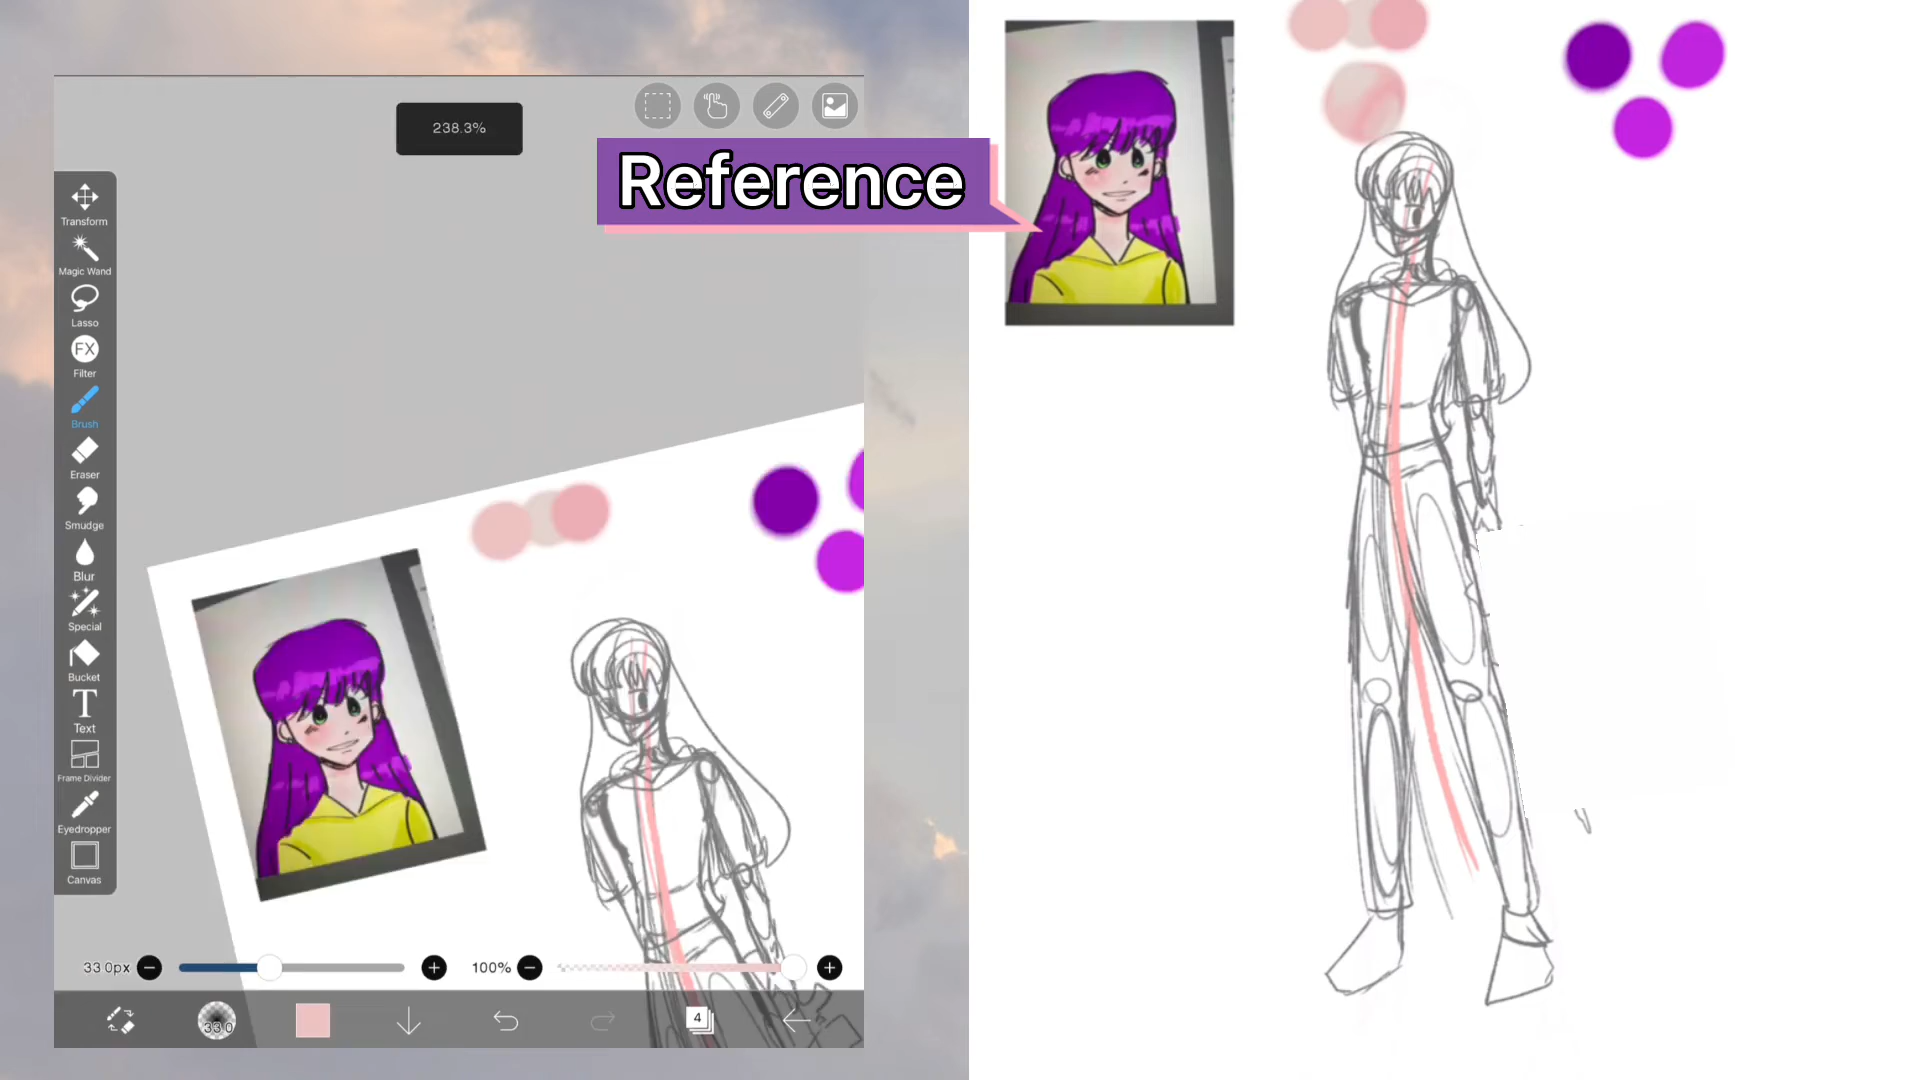 238.3%
Reference
Transform
Magic Wand
Lasso
FX
Filter
Brush
Eraser
Smudge
Blur
Special
Bucket
T
Text
Frame Divider
Eyedropper
Canvas
33.0px
100%
33.0
4